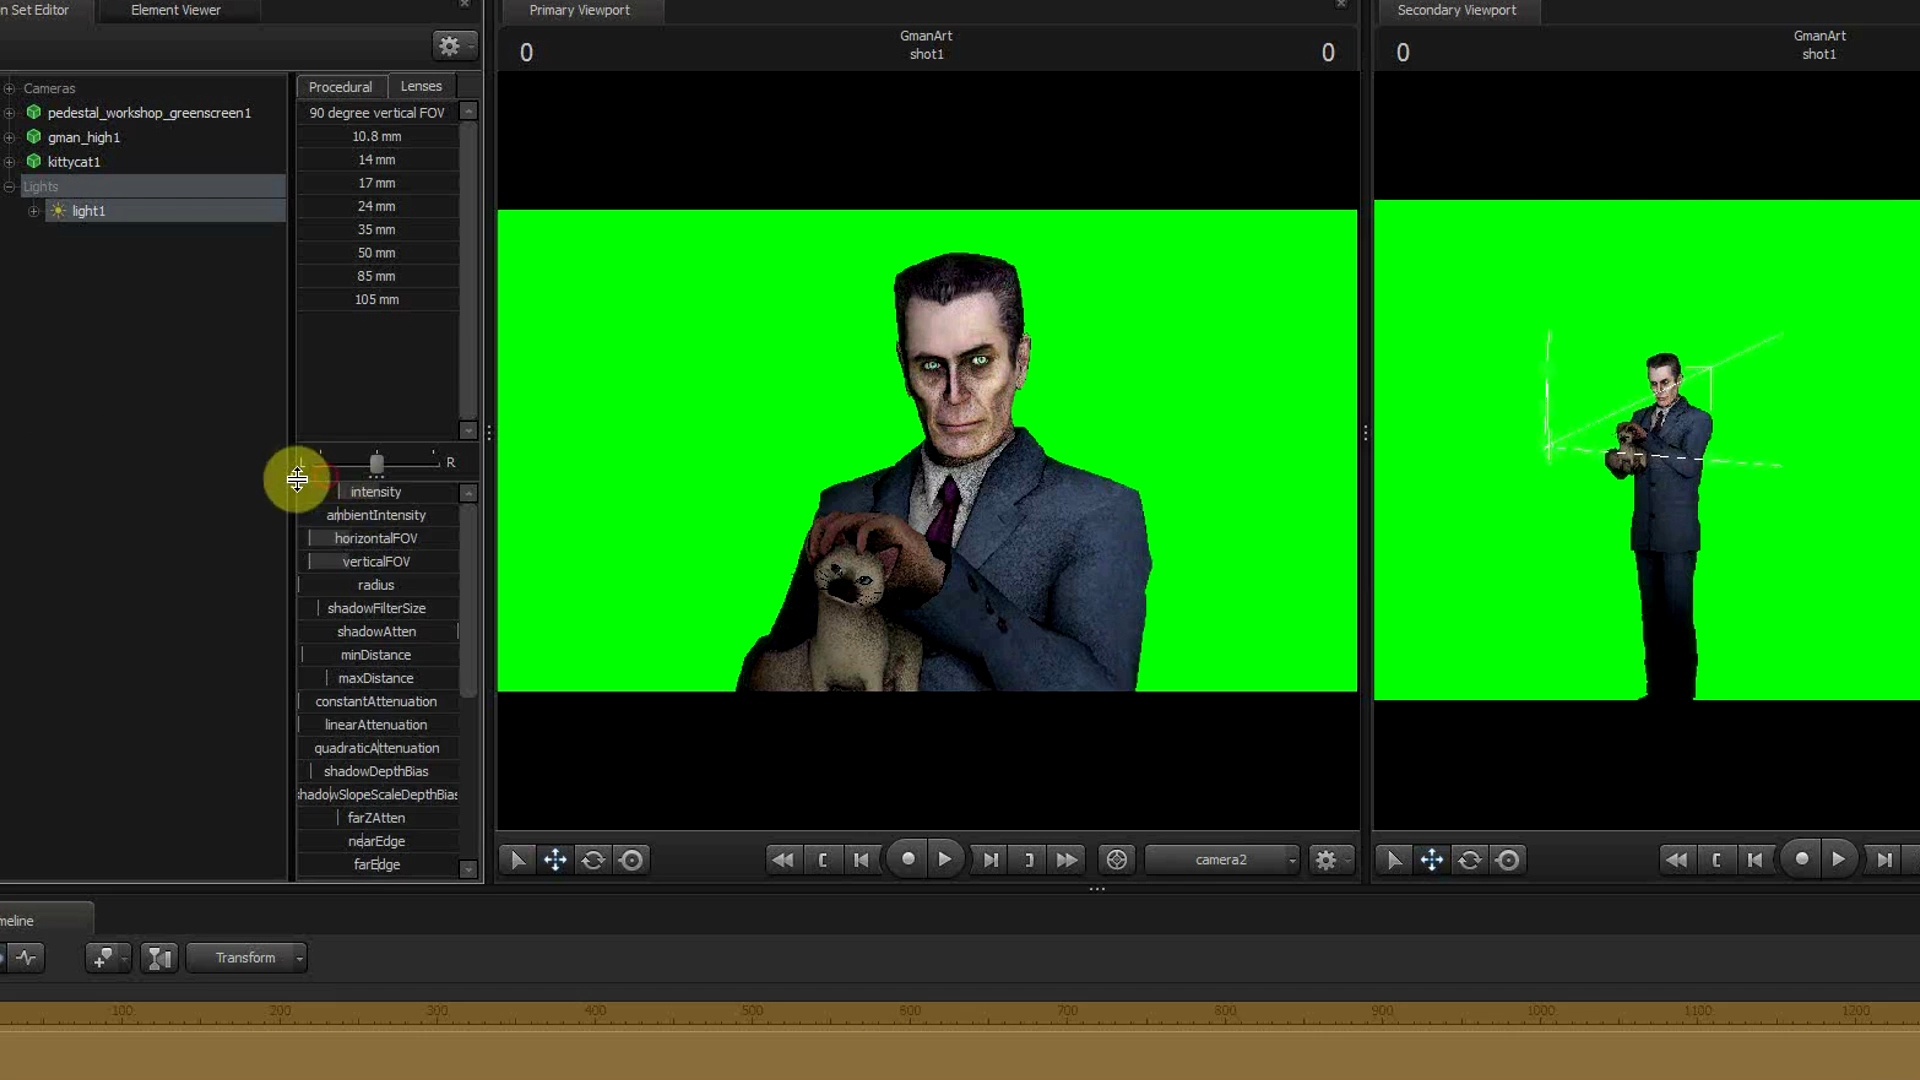 n Set Editor
Element Viewer
Primary Viewport
Secondary Viewport
0
GmanArt
shot1
0
0
GmanArt
shot1
Cameras
pedestal_workshop_greenscreen1
gman_high1
kittycat1
Lights
light1
Procedural
Lenses
90 degree vertical FOV
10.8 mm
14 mm
17 mm
24 mm
35 mm
50 mm
85 mm
105 mm
L
R
intensity
ambientIntensity
horizontalFOV
verticalFOV
radius
shadowFilterSize
shadowAtten
minDistance
maxDistance
constantAttenuation
linearAttenuation
quadraticAttenuation
shadowDepthBias
shadowSlopeScaleDepthBias
farZAtten
nearEdge
farEdge
camera2
meline
Transform
100
200
300
400
500
600
700
800
900
1000
1100
1200